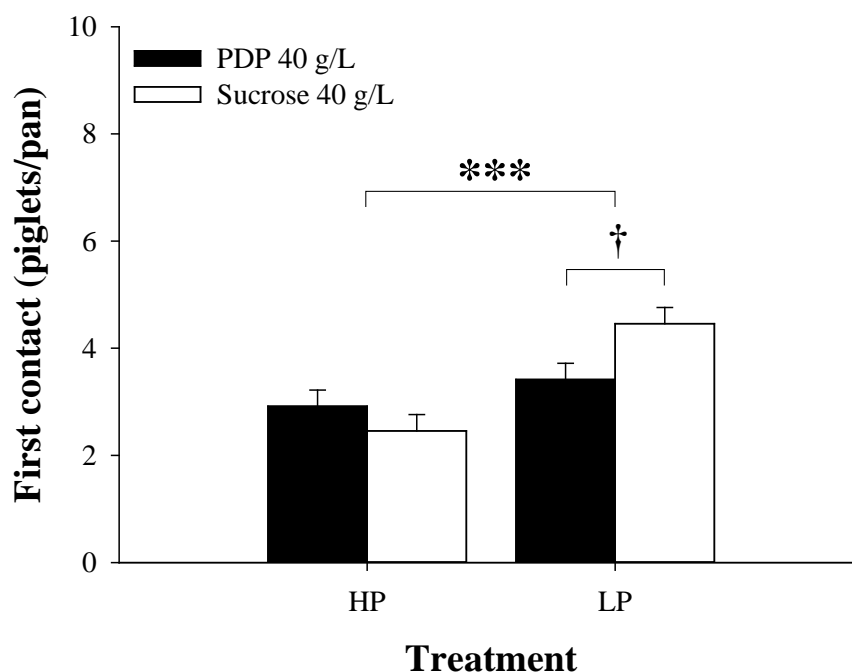 10
8
6
4
2
0
First contact (piglets/pan)
PDP 40 g/L
Sucrose 40 g/L
***
†
HP LP
Treatment